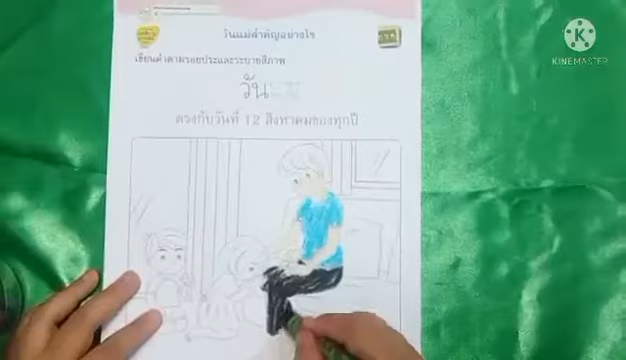 วันแม่สำคัญอย่างไร
เขียนคำตามรอยประและระบายสีภาพ
วันแม่
ตรงกับวันที่ 12 สิงหาคมของทุกปี
KINEMASTER